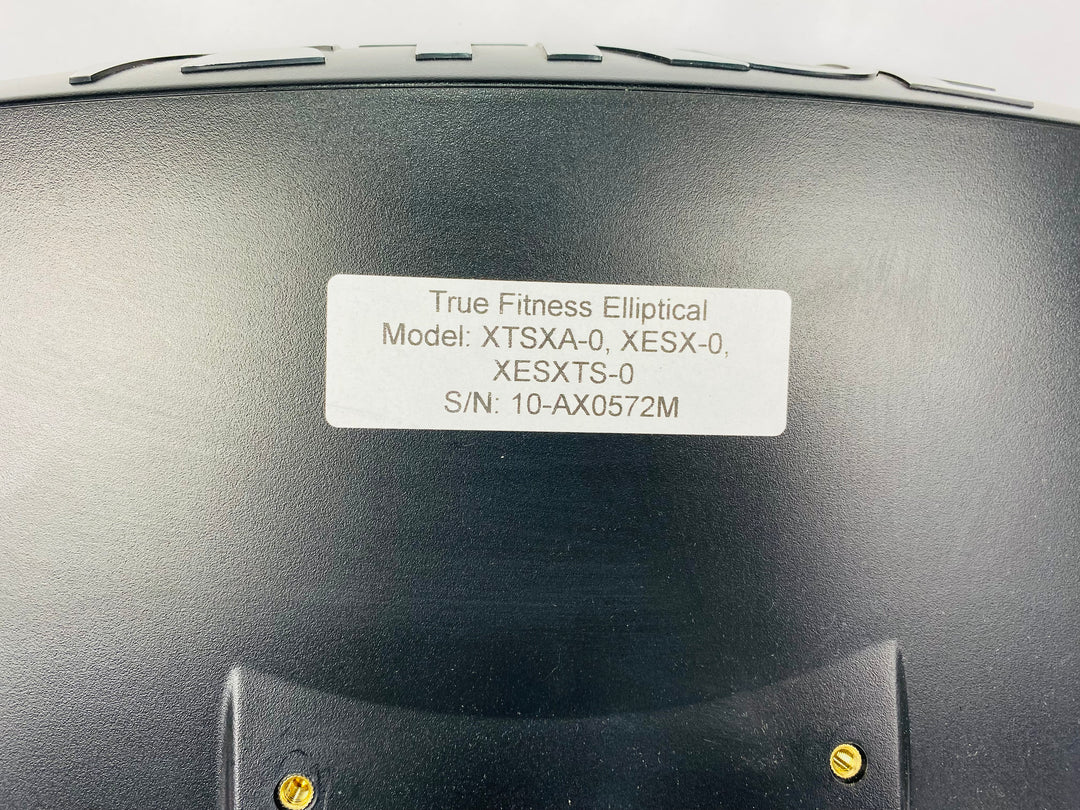 True Fitness Elliptical
Model: XTSXA-0, XESX-0,
XESXTS-0
S/N: 10-AX0572M